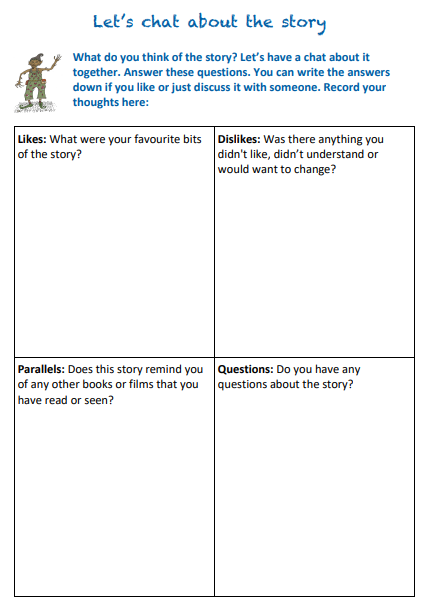 Let's chat about the story
What do you think of the story? Let's have a chat about it
together. Answer these questions. You can write the answers
down if you like or just discuss it with someone. Record your
thoughts here:
Likes: What were your favourite bits
of the story?
Dislikes: Was there anything you
didn't like, didn't understand or
would want to change?
Parallels: Does this story remind you
of any other books or films that you
have read or seen?
Questions: Do you have any
questions about the story?